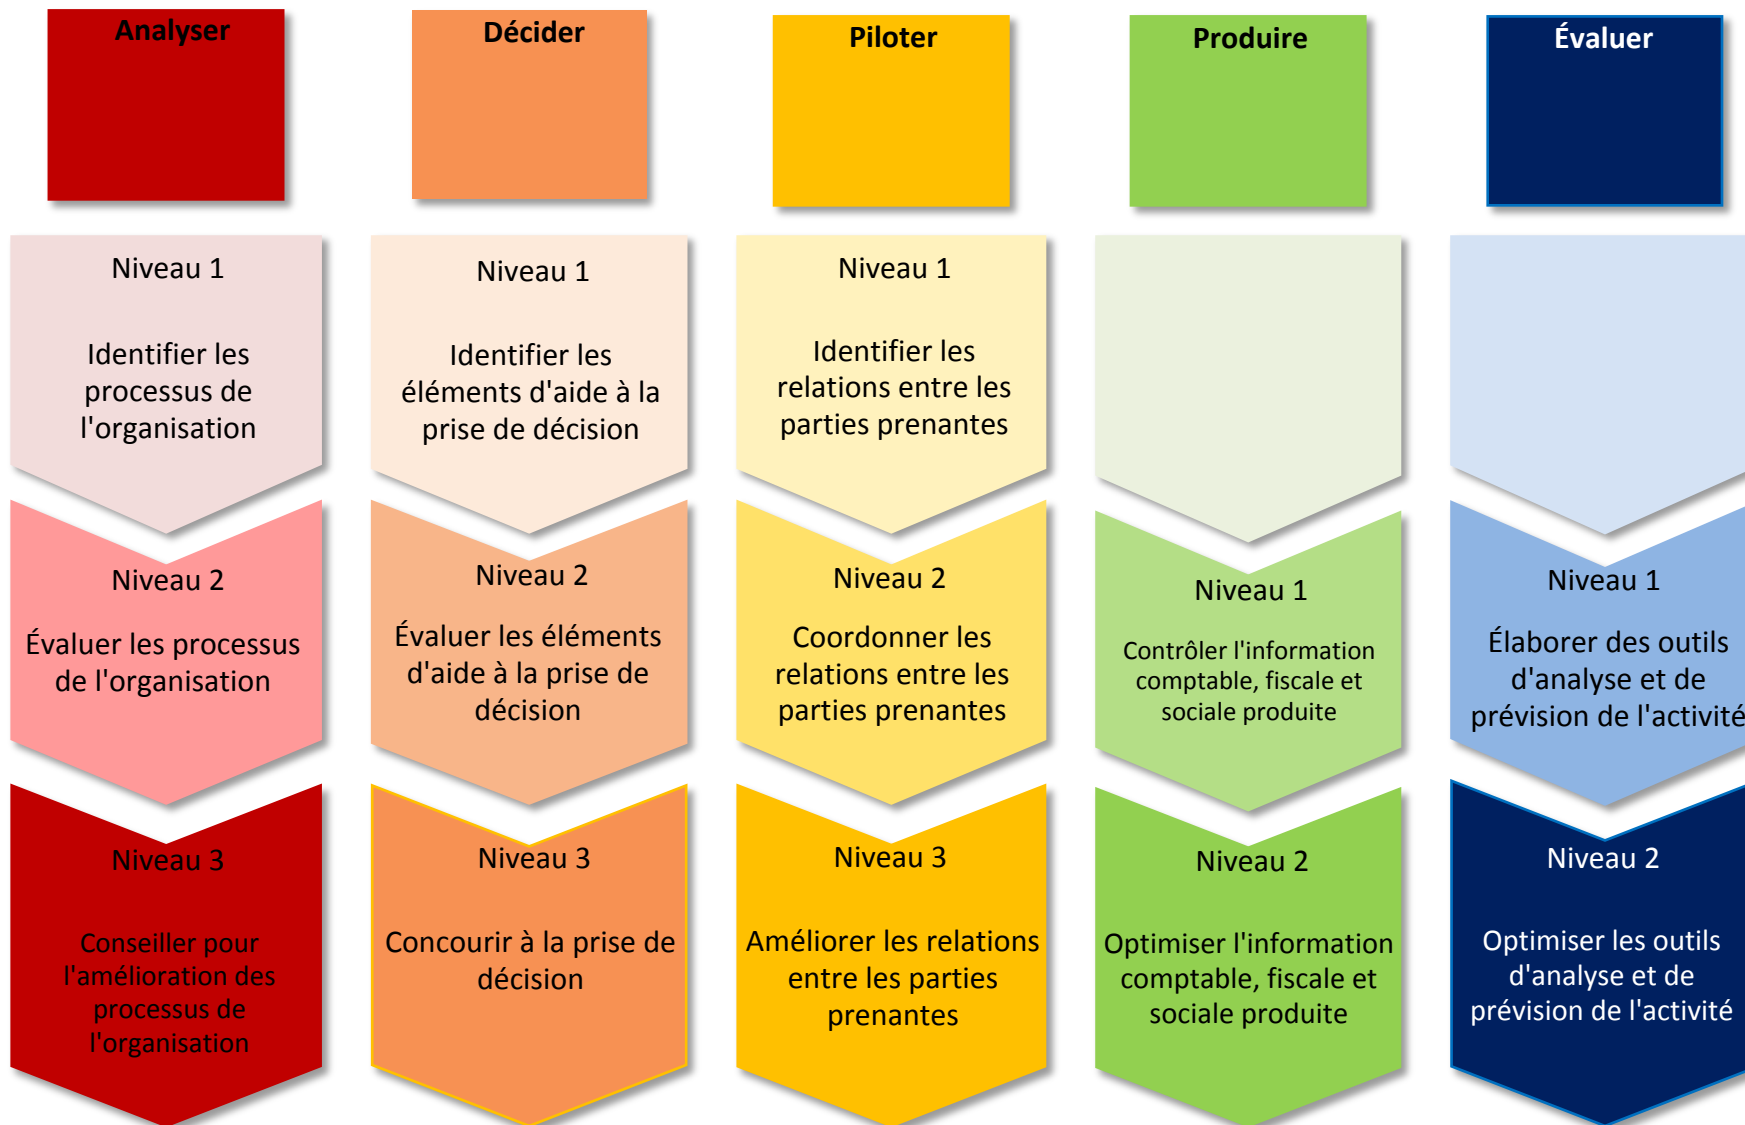 Analyser
Décider
Piloter
Produire
Évaluer
Niveau 1
Identifier les
processus de
l'organisation
Niveau 1
Identifier les
éléments d'aide à la
prise de décision
Niveau 1
Identifier les
relations entre les
parties prenantes
Niveau 2
Évaluer les processus
de l'organisation
Niveau 2
Évaluer les éléments
d'aide à la prise de
décision
Niveau 2
Coordonner les
relations entre les
parties prenantes
Niveau 1
Contrôler l'information
comptable, fiscale et
sociale produite
Niveau 1
Élaborer des outils
d'analyse et de
prévision de l'activité
Niveau 3
Conseiller pour
l'amélioration des
processus de
l'organisation
Niveau 3
Concourir à la prise de
décision
Niveau 3
Améliorer les relations
entre les parties
prenantes
Niveau 2
Optimiser l'information
comptable, fiscale et
sociale produite
Niveau 2
Optimiser les outils
d'analyse et de
prévision de l'activité